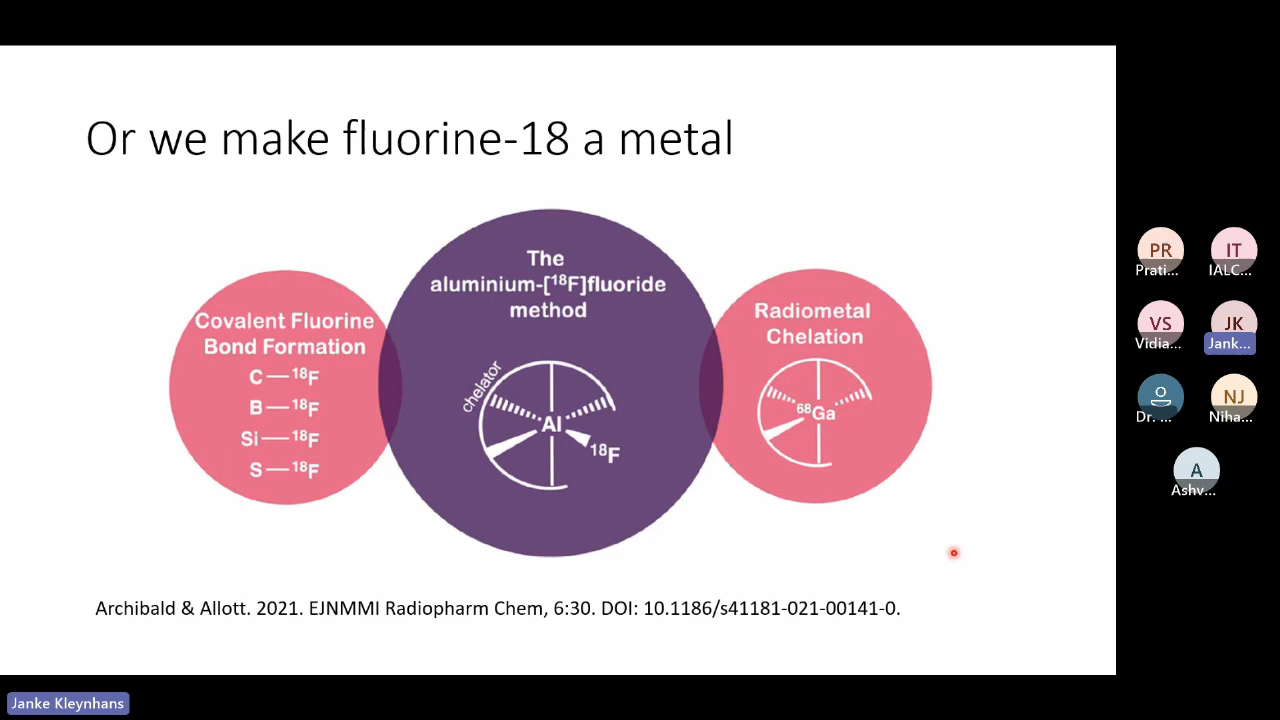 Or we make fluorine-18 a metal
Covalent Fluorine
Bond Formation
C—¹⁸F
B—¹⁸F
Si—¹⁸F
S—¹⁸F
The
aluminium-[¹⁸F]fluoride
method
chelator
Al
¹⁸F
Radiometal
Chelation
⁶⁸Ga
Archibald & Allott. 2021. EJNMMI Radiopharm Chem, 6:30. DOI: 10.1186/s41181-021-00141-0.
PR
Prati...
IT
IALC...
VS
Vidia...
JK
Jank...
Dr. ...
NJ
Niha...
A
Ashv...
Janke Kleynhans